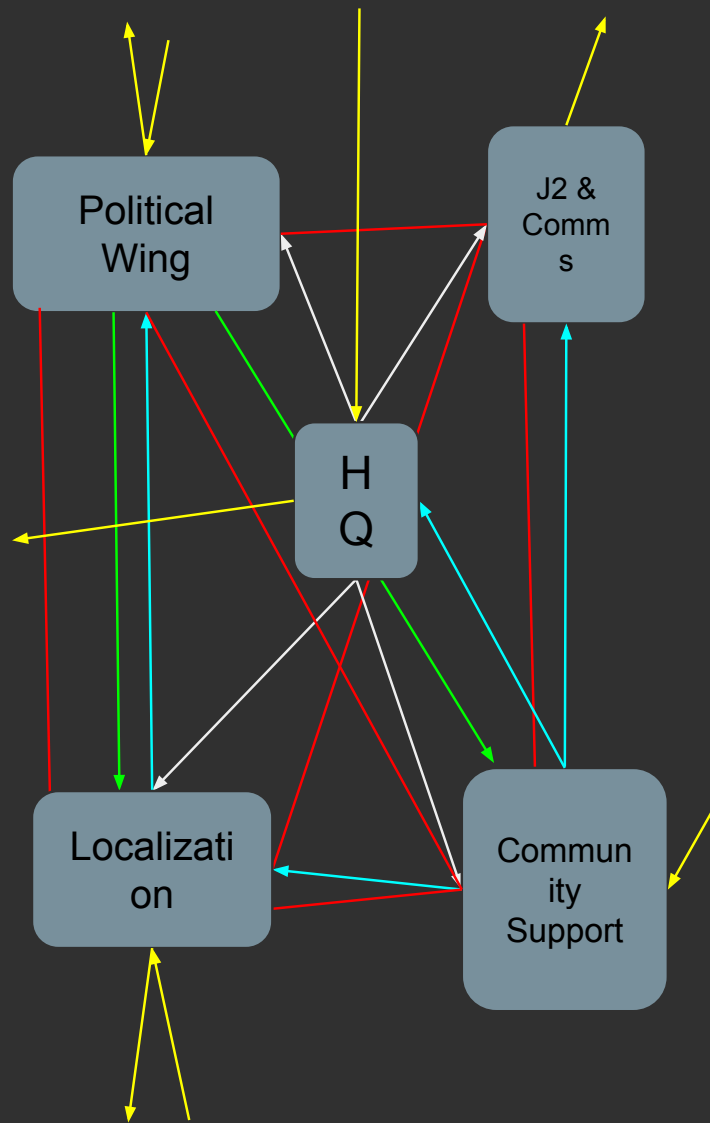 Political
Wing
J2 &
Comm
s
H
Q
Localizati
on
Commun
ity
Support